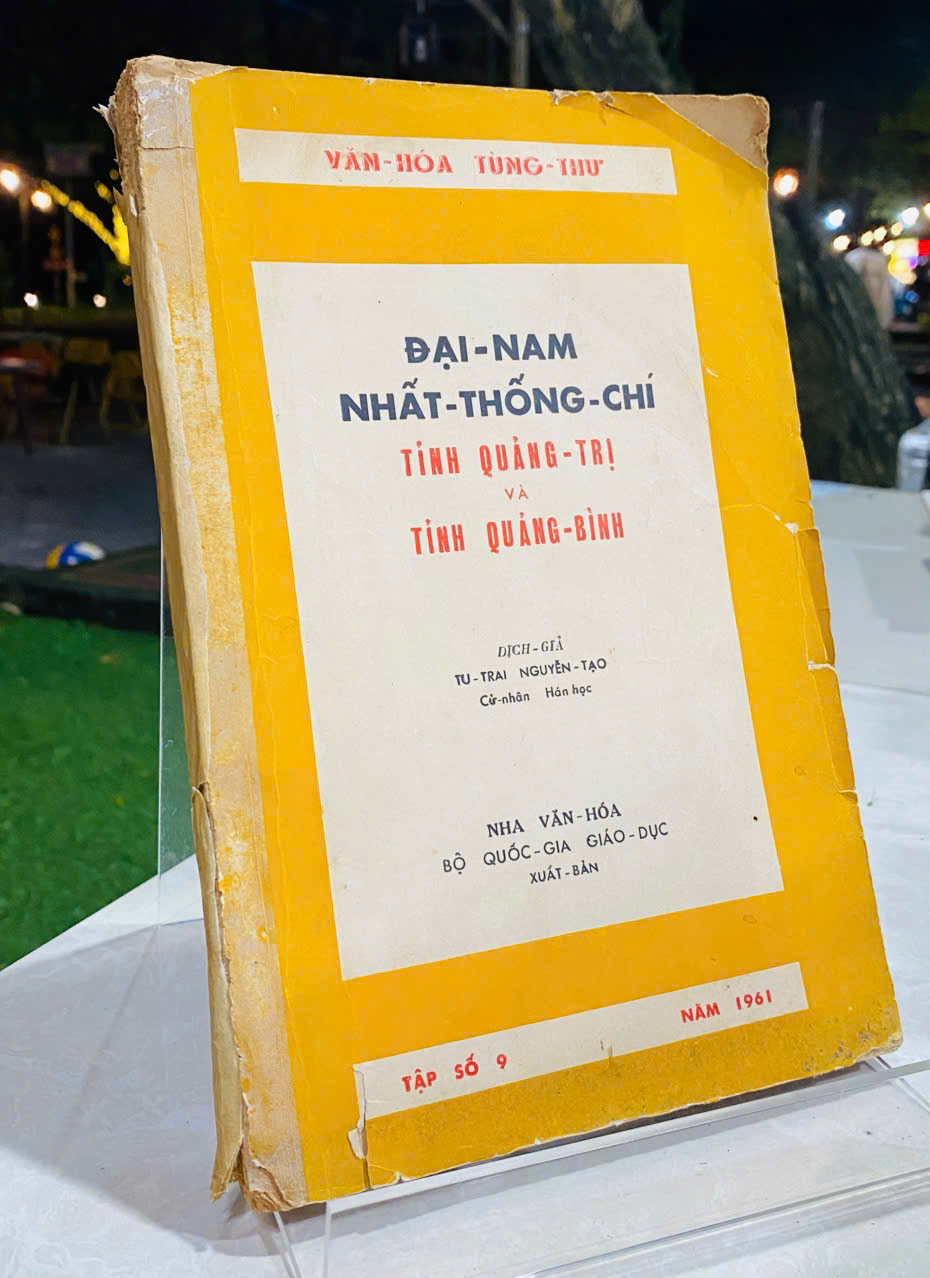 VĂN-HÓA TÙNG-THƯ
ĐẠI-NAM
NHẤT-THỐNG-CHÍ
TỈNH QUẢNG-TRỊ
VÀ
TỈNH QUẢNG-BÌNH
DỊCH-GIẢ
TU-TRAI NGUYỄN-TẠO
Cử-nhân Hán học
NHA VĂN-HÓA
BỘ QUỐC-GIA GIÁO-DỤC
XUẤT-BẢN
TẬP SỐ 9 NĂM 1961